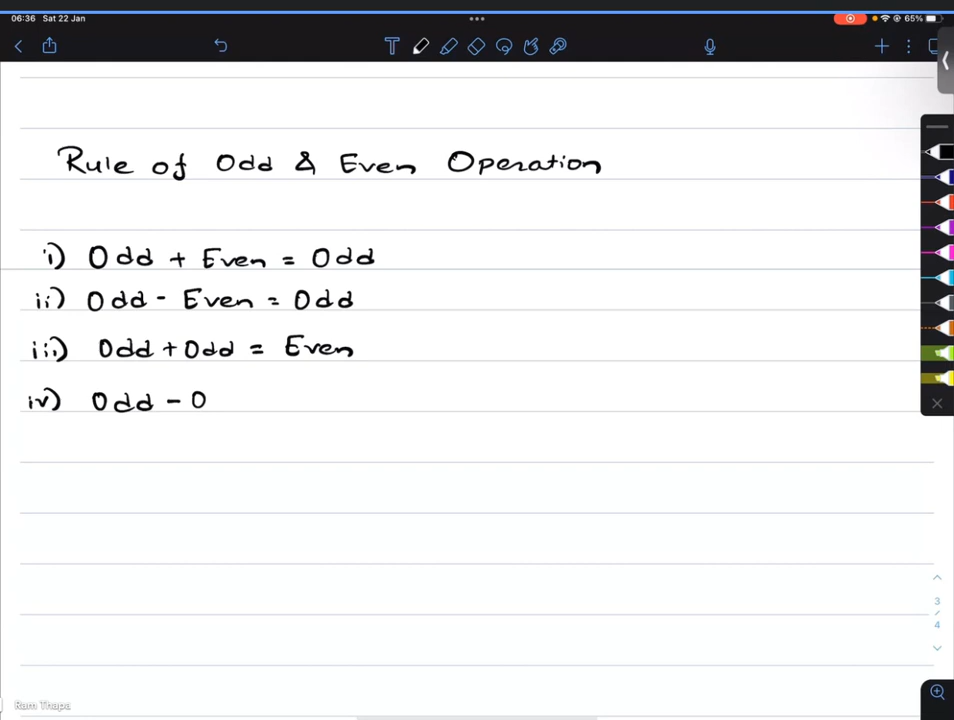 06:36 Sat 22 Jan
65%
Rule of Odd & Even Operation
i) Odd + Even = Odd
ii) Odd - Even = Odd
iii) Odd + Odd = Even
iv) Odd - O
3
/
4
Ram Thapa